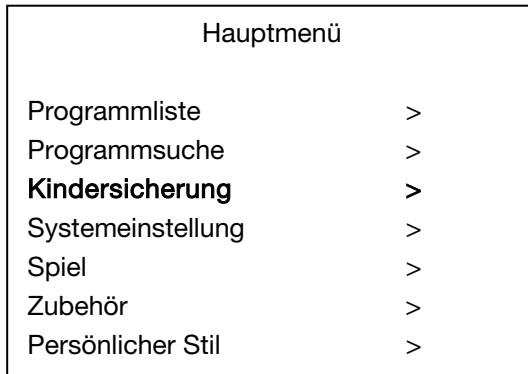 Hauptmenü
Programmliste >
Programmsuche >
Kindersicherung >
Systemeinstellung >
Spiel >
Zubehör >
Persönlicher Stil >